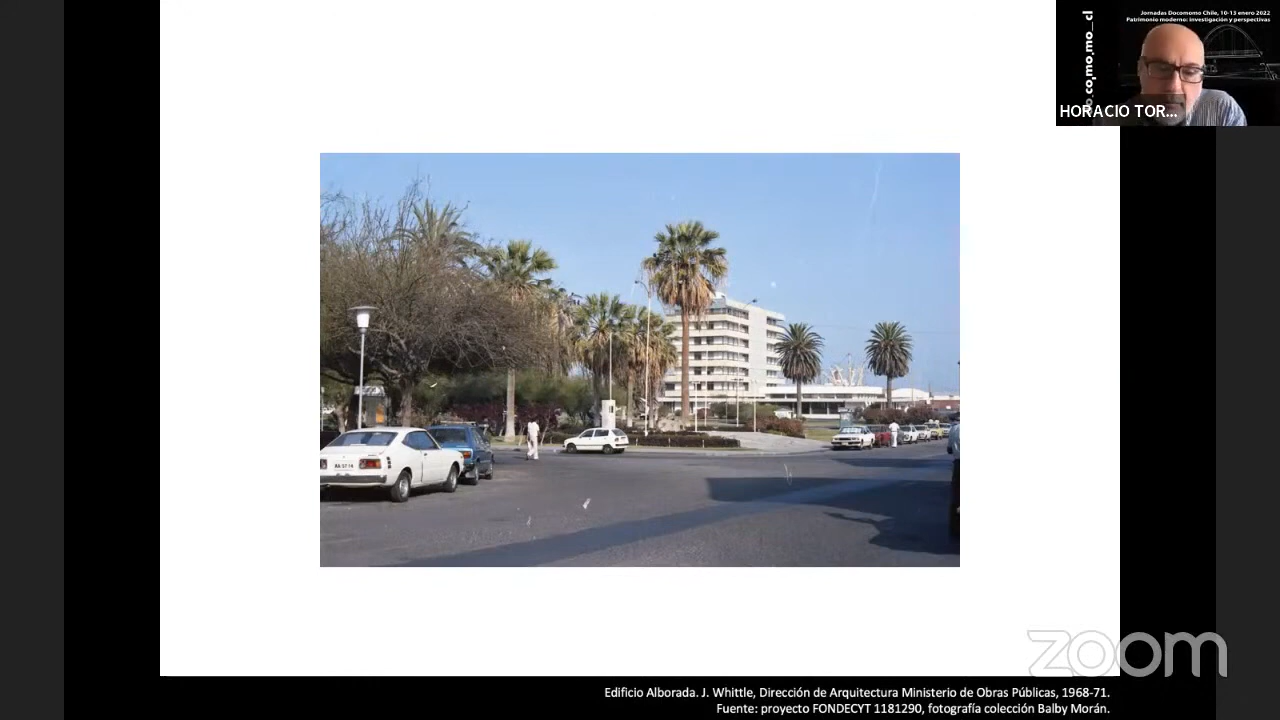 Jornadas Docomomo Chile, 10-13 enero 2022
Patrimonio moderno: investigación y perspectivas
co_mo_mo_cl
HORACIO TOR...
zoom
Edificio Alborada. J. Whittle, Dirección de Arquitectura Ministerio de Obras Públicas, 1968-71.
Fuente: proyecto FONDECYT 1181290, fotografía colección Balby Morán.